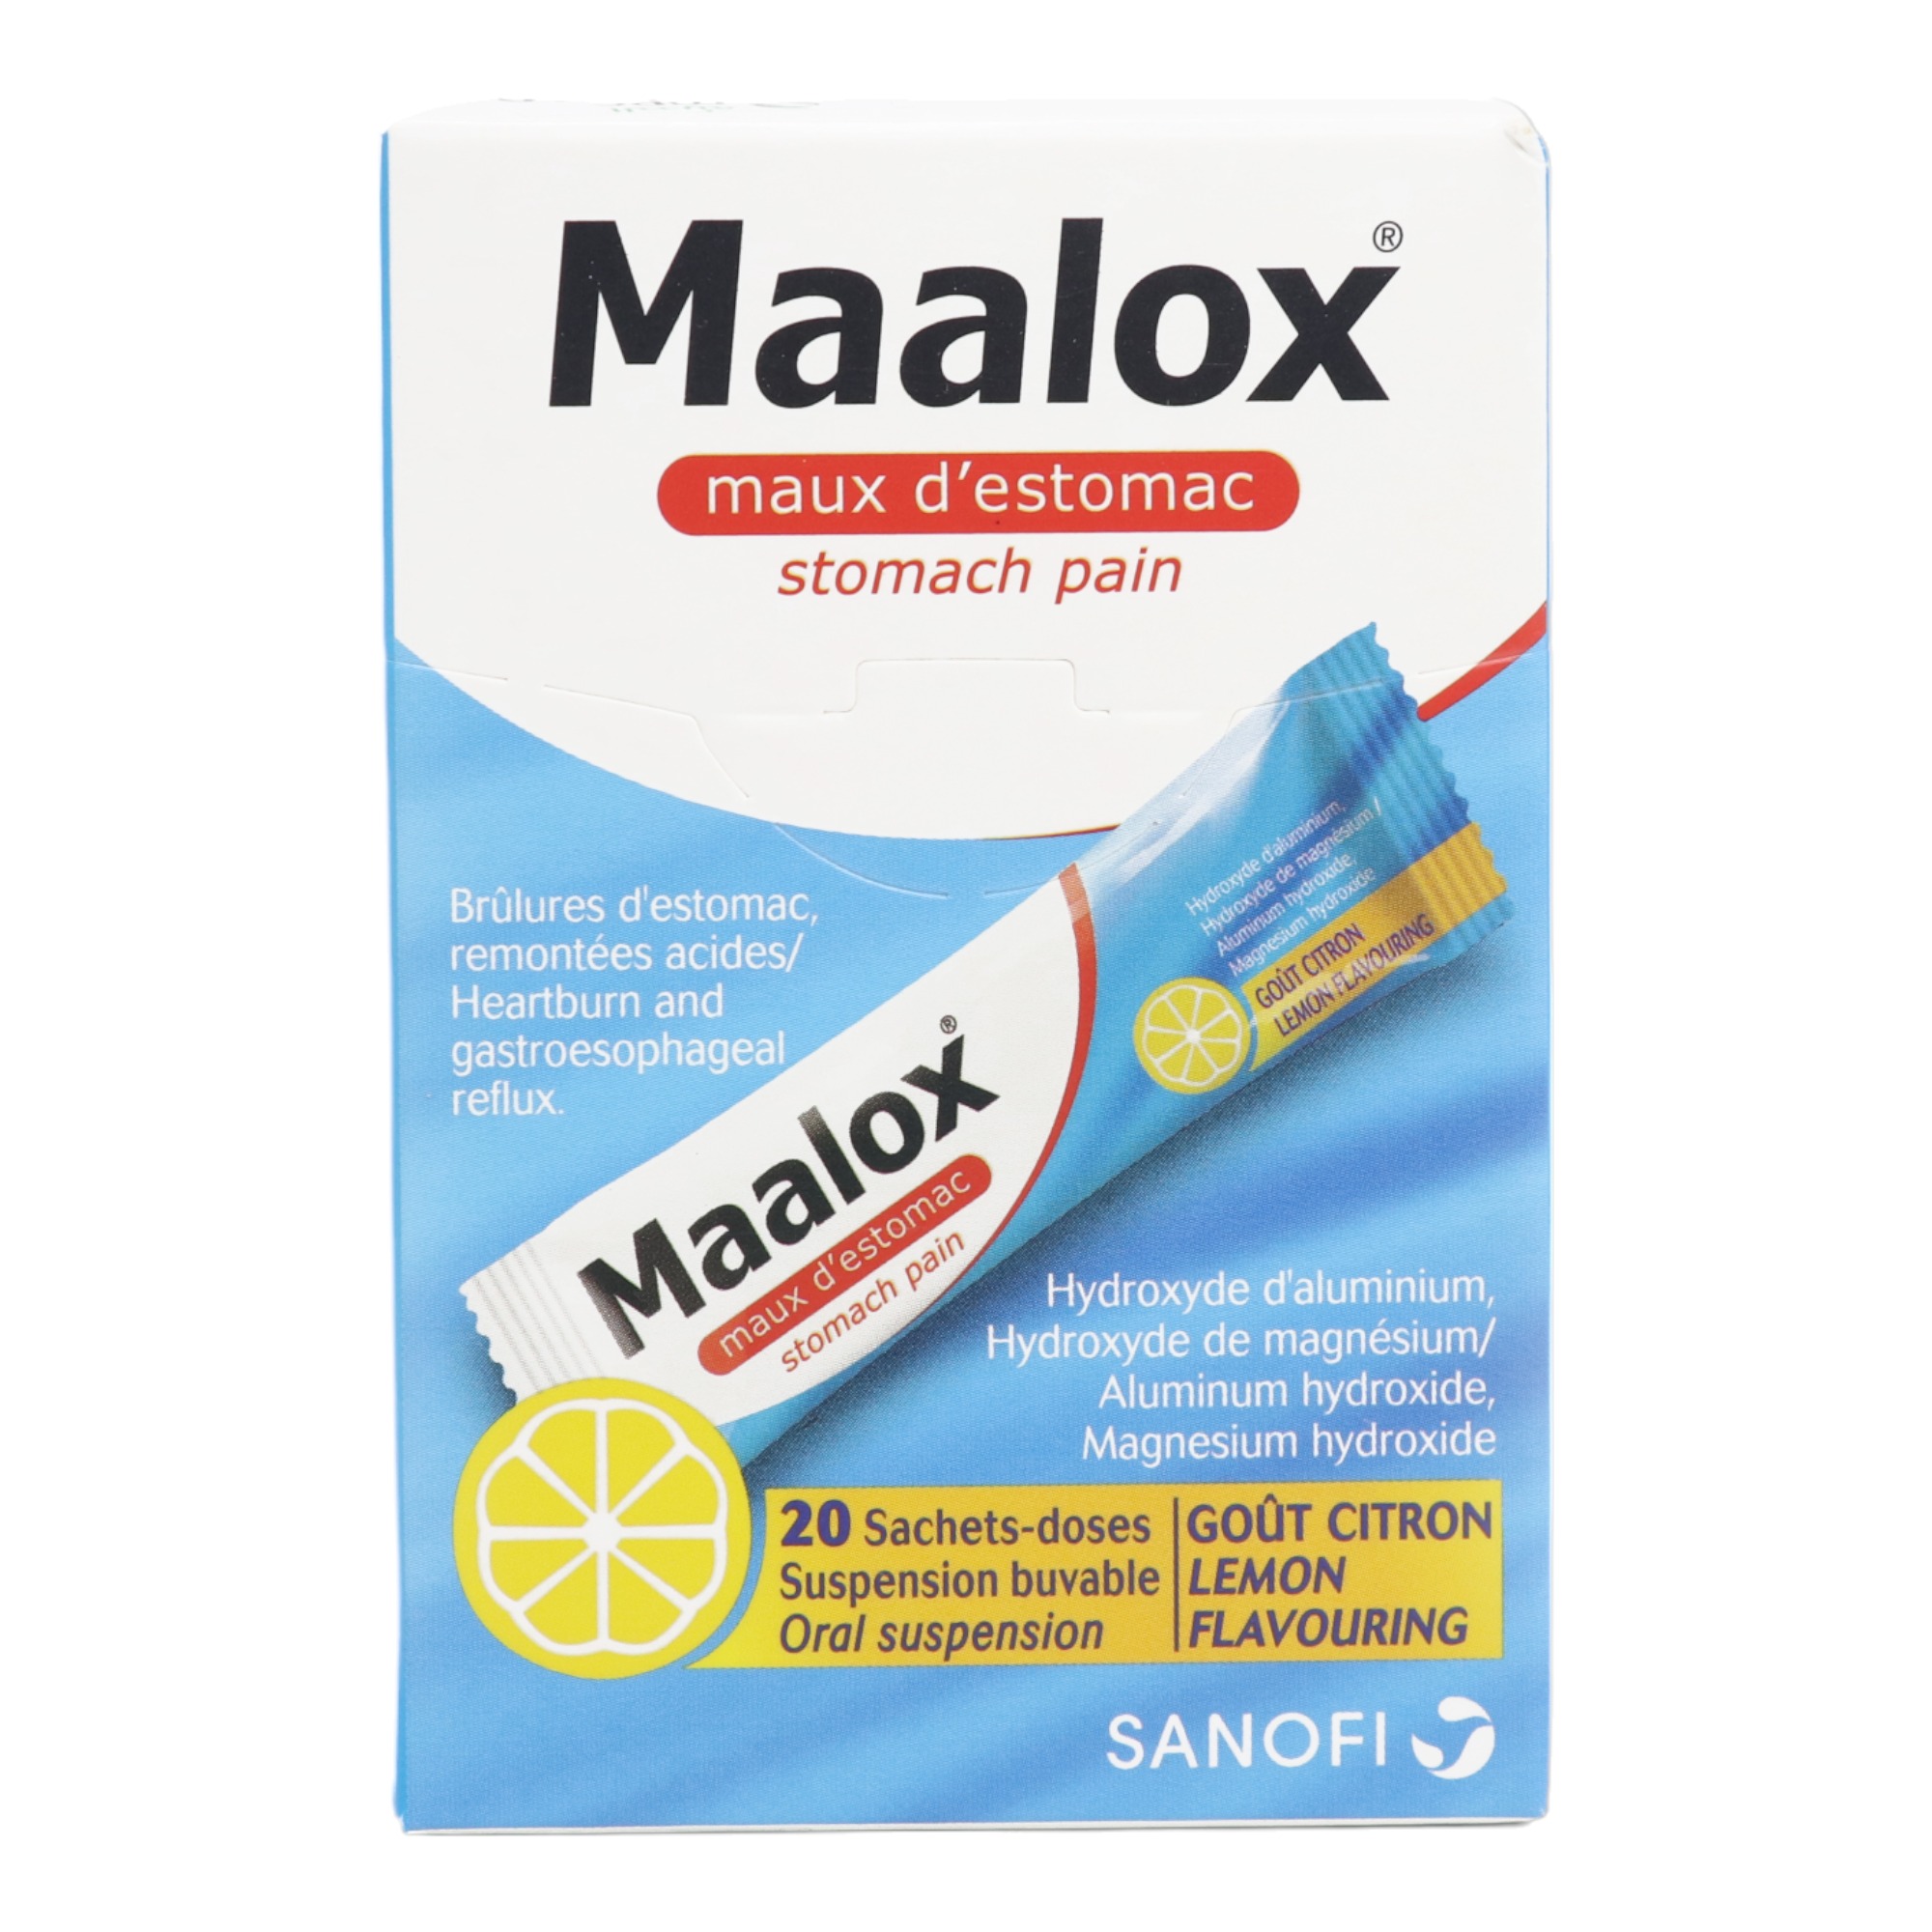 Maalox®
maux d'estomac
stomach pain
Brûlures d'estomac,
remontées acides/
Heartburn and
gastroesophageal
reflux.
Hydroxyde d'aluminium,
Hydroxyde de magnésium/
Aluminum hydroxide,
Magnesium hydroxide
GOÛT CITRON
LEMON FLAVOURING
Maalox®
maux d'estomac
stomach pain
Hydroxyde d'aluminium,
Hydroxyde de magnésium/
Aluminum hydroxide,
Magnesium hydroxide
20 Sachets-doses
Suspension buvable
Oral suspension
GOÛT CITRON
LEMON
FLAVOURING
SANOFI